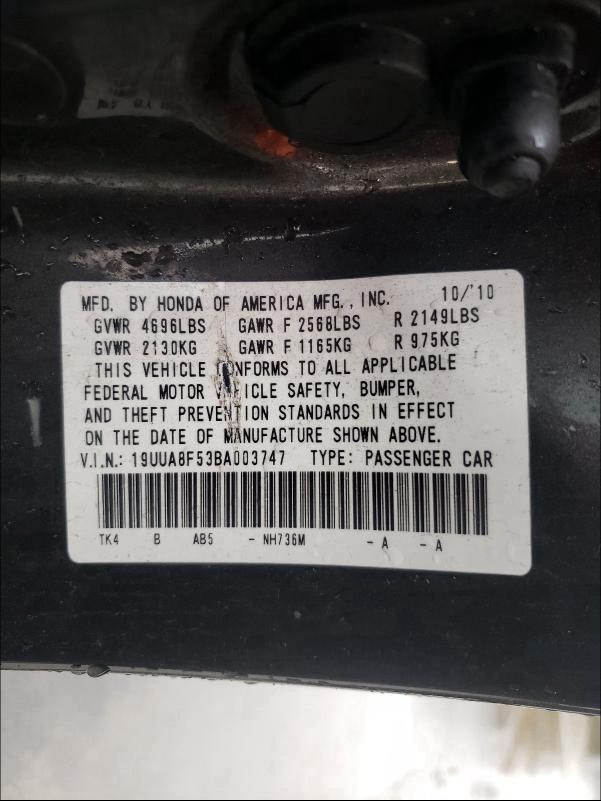 MFD. BY HONDA OF AMERICA MFG., INC. 10/'10
GVWR 4696LBS GAWR F 2568LBS R 2149LBS
GVWR 2130KG GAWR F 1165KG R 975KG
THIS VEHICLE CONFORMS TO ALL APPLICABLE
FEDERAL MOTOR VEHICLE SAFETY, BUMPER,
AND THEFT PREVENTION STANDARDS IN EFFECT
ON THE DATE OF MANUFACTURE SHOWN ABOVE.
V.I.N.: 19UUA8F53BA003747 TYPE: PASSENGER CAR
TK4 B AB5 - NH736M - A - A